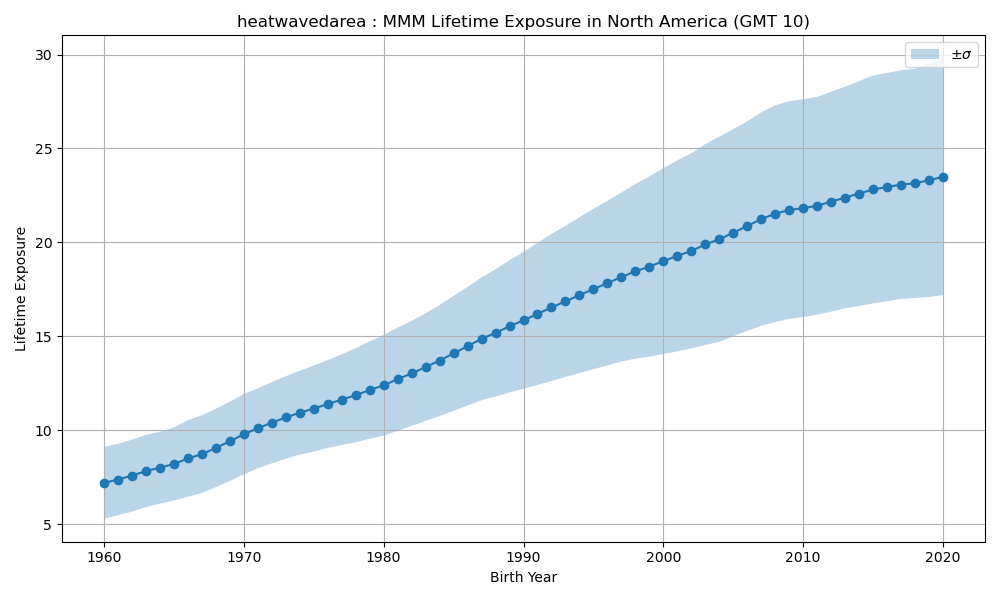 heatwavedarea : MMM Lifetime Exposure in North America (GMT 10)
±σ
30
25
20
15
10
5
Lifetime Exposure
1960 1970 1980 1990 2000 2010 2020
Birth Year